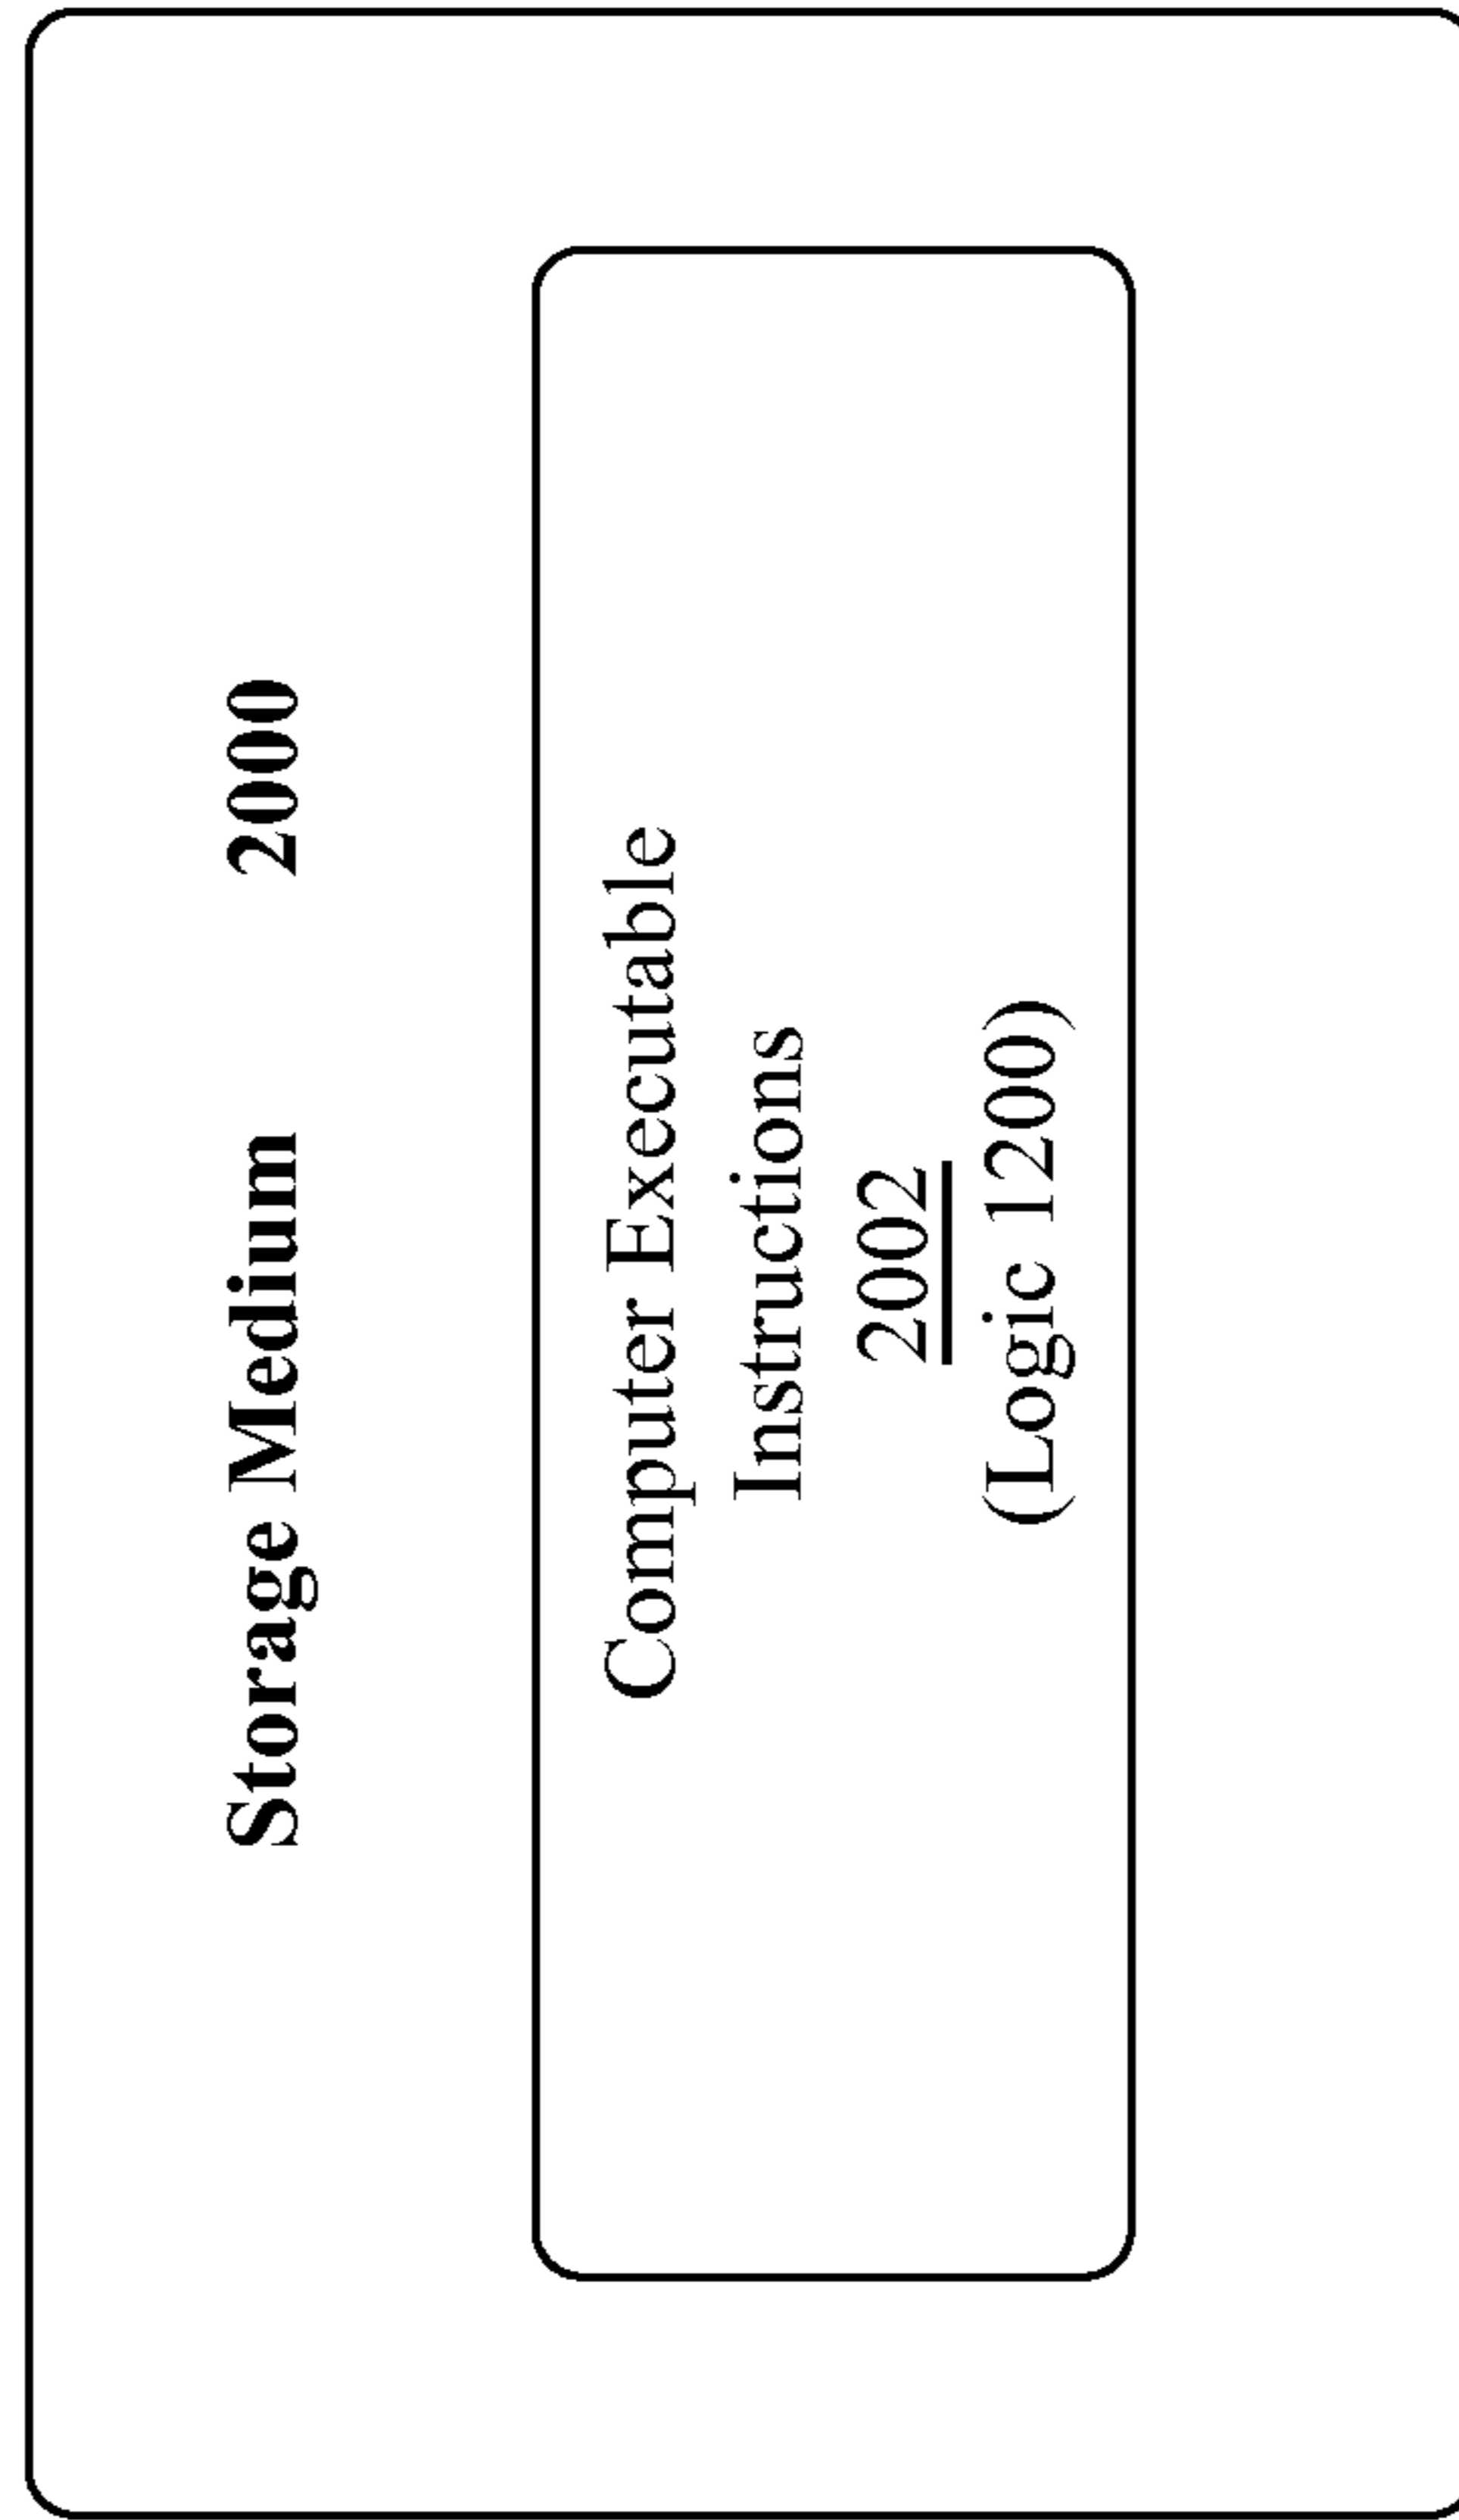 Storage Medium 2000
Computer Executable
Instructions
2002
(Logic 1200)